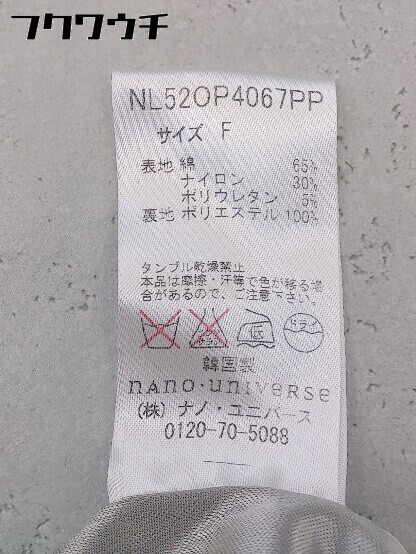 フクワウチ
NL52OP4067PP
サイズ F
表地 綿 65%
ナイロン 30%
ポリウレタン 5%
裏地 ポリエステル 100%
タンブル乾燥禁止
本品は摩擦・汗等で色が移る場
合があるので、ご注意下さい。
低 ドライ
韓国製
nano・universe
(株) ナノ・ユニバース
0120-70-5088